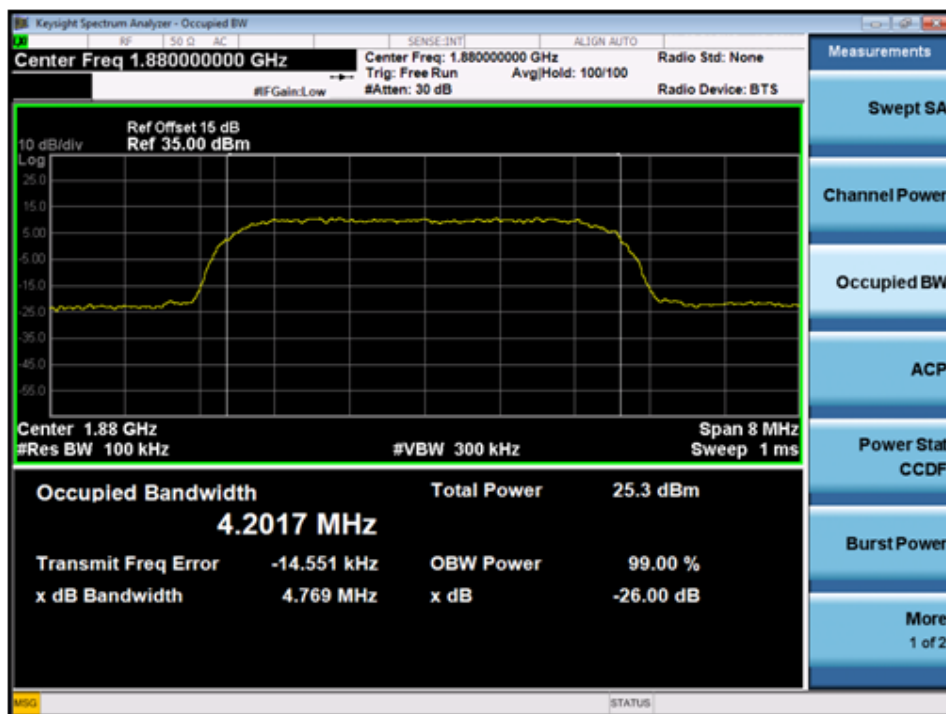 Keysight Spectrum Analyzer - Occupied BW
RF 50 Ω AC SENSE:INT ALIGN AUTO
Center Freq 1.880000000 GHz
Center Freq: 1.880000000 GHz Radio Std: None
Trig: Free Run Avg|Hold: 100/100
#IFGain:Low #Atten: 30 dB Radio Device: BTS
Ref Offset 15 dB
10 dB/div Ref 35.00 dBm
Log
25.0
15.0
5.00
-5.00
-15.0
-25.0
-35.0
-45.0
-55.0
Center 1.88 GHz Span 8 MHz
#Res BW 100 kHz #VBW 300 kHz Sweep 1 ms
Occupied Bandwidth Total Power 25.3 dBm
4.2017 MHz
Transmit Freq Error -14.551 kHz OBW Power 99.00 %
x dB Bandwidth 4.769 MHz x dB -26.00 dB
MSG STATUS
Measurements
Swept SA
Channel Power
Occupied BW
ACP
Power Stat
CCDF
Burst Power
More
1 of 2